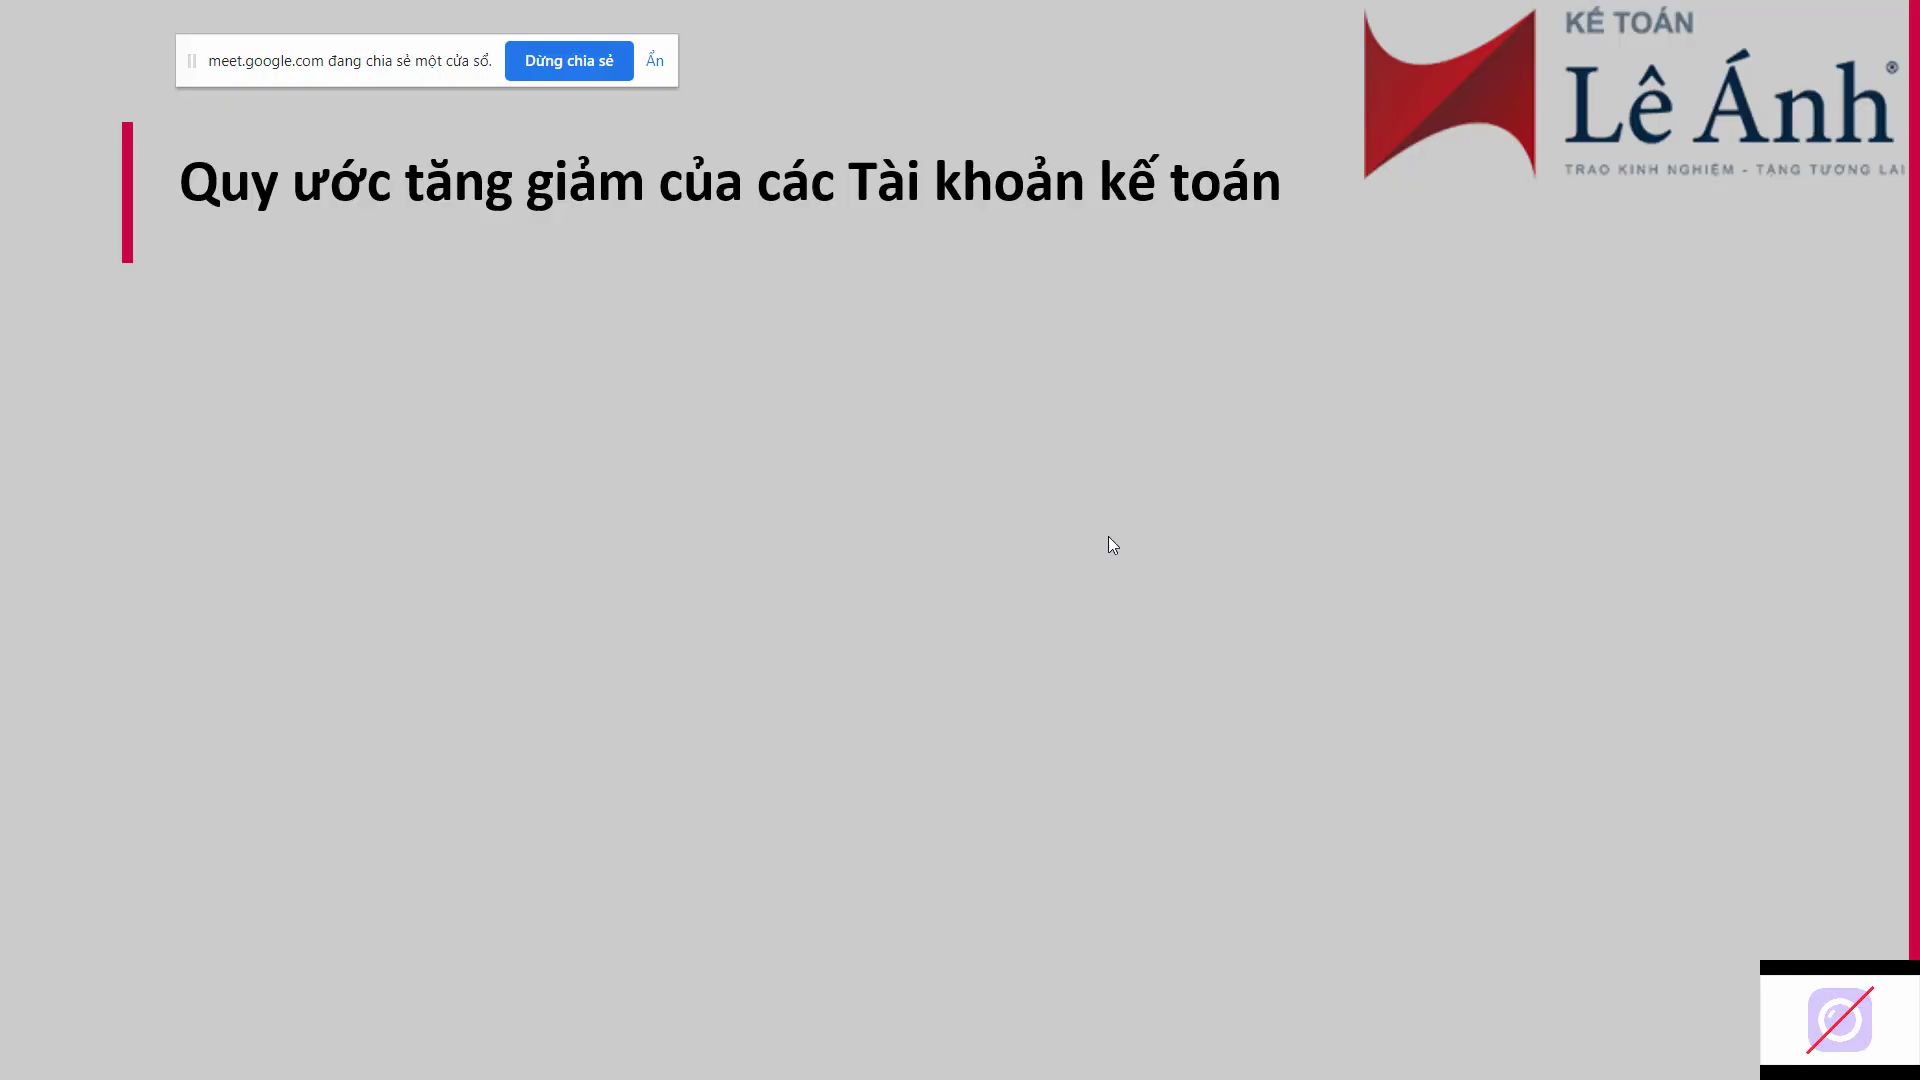 meet.google.com đang chia sẻ một cửa sổ. Dừng chia sẻ Ẩn
KẾ TOÁN
Lê Ánh®
TRAO KINH NGHIỆM - TẶNG TƯƠNG LAI
Quy ước tăng giảm của các Tài khoản kế toán